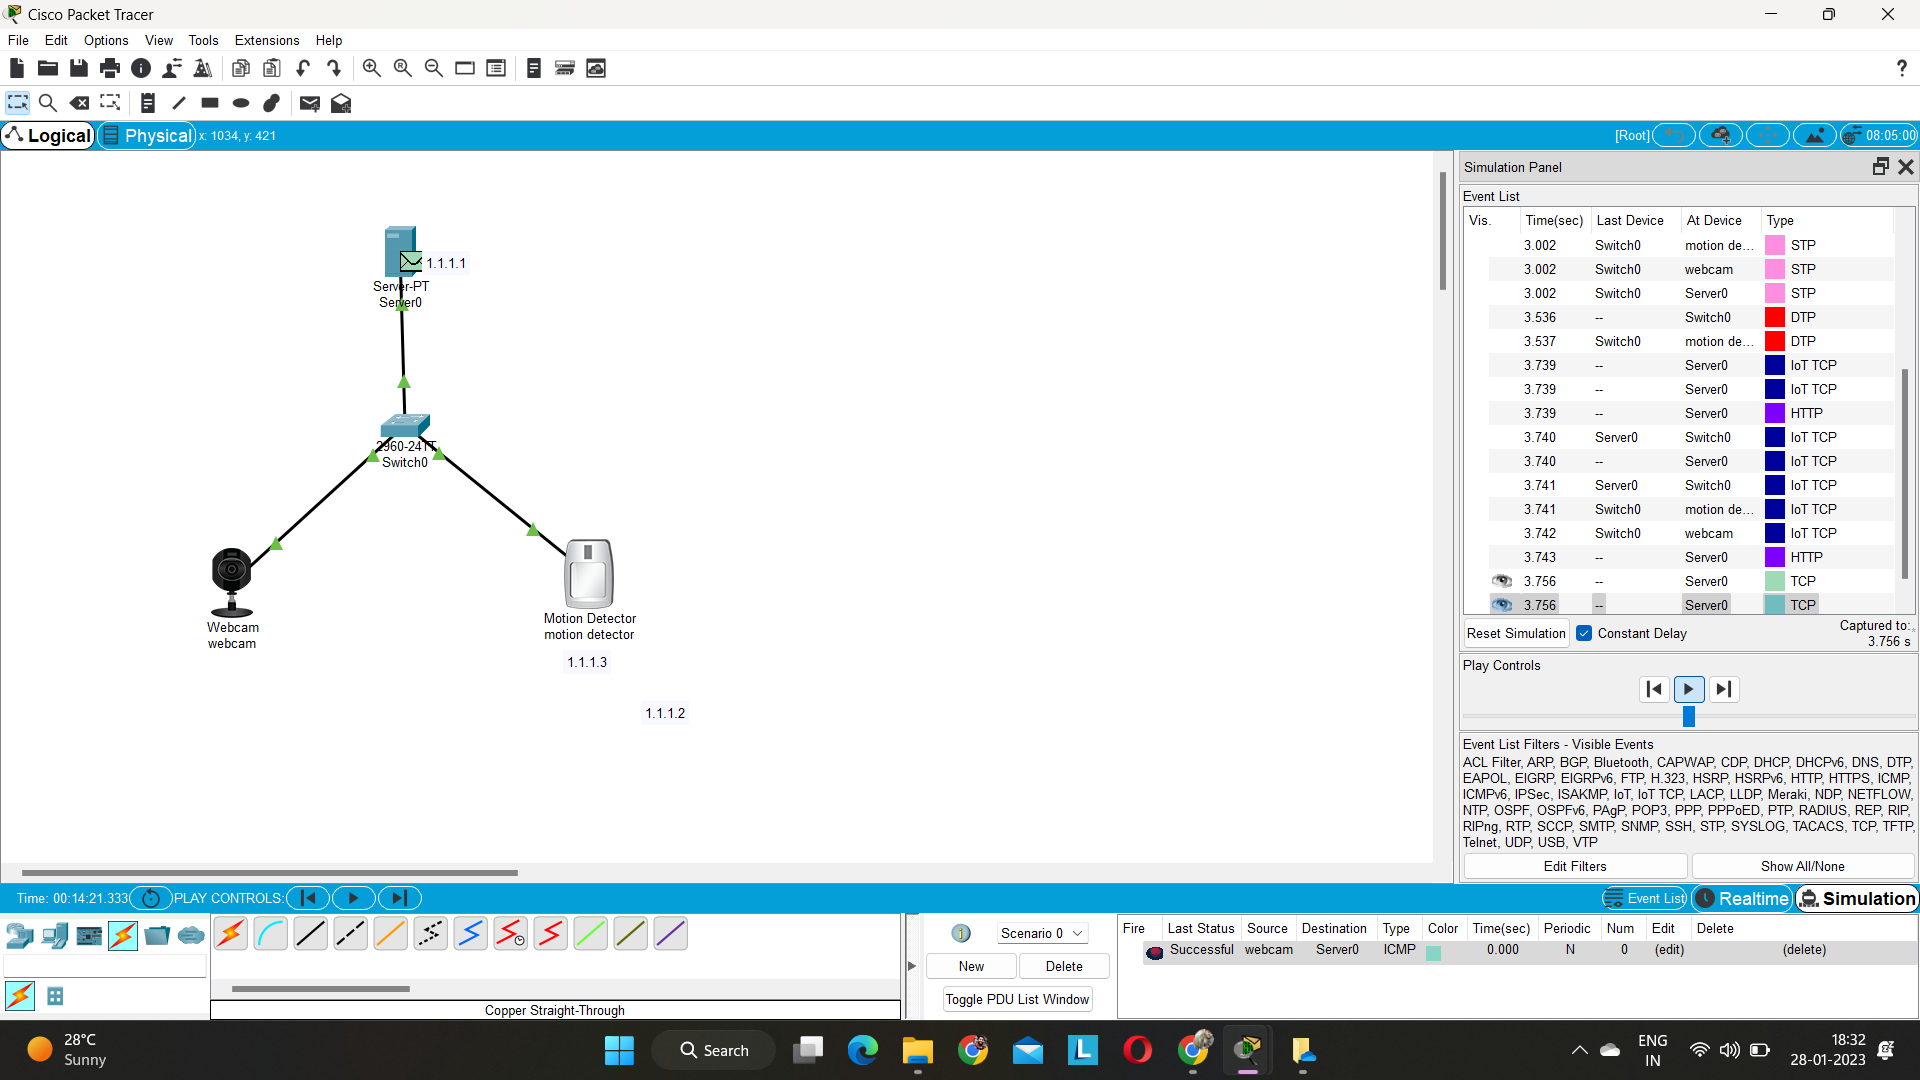 Cisco Packet Tracer
File Edit Options View Tools Extensions Help
?
Logical Physical x: 1034, y: 421 [Root] 08:05:00
1.1.1.1
Server-PT
Server0
2960-24TT
Switch0
Webcam
webcam
Motion Detector
motion detector
1.1.1.3
1.1.1.2
Simulation Panel
Event List
Vis. Time(sec) Last Device At Device Type
3.002 Switch0 motion de... STP
3.002 Switch0 webcam STP
3.002 Switch0 Server0 STP
3.536 -- Switch0 DTP
3.537 Switch0 motion de... DTP
3.739 -- Server0 IoT TCP
3.739 -- Server0 IoT TCP
3.739 -- Server0 HTTP
3.740 Server0 Switch0 IoT TCP
3.740 -- Server0 IoT TCP
3.741 Server0 Switch0 IoT TCP
3.741 Switch0 motion de... IoT TCP
3.742 Switch0 webcam IoT TCP
3.743 -- Server0 HTTP
3.756 -- Server0 TCP
3.756 -- Server0 TCP
Reset Simulation Constant Delay Captured to:
3.756 s
Play Controls
Event List Filters - Visible Events
ACL Filter, ARP, BGP, Bluetooth, CAPWAP, CDP, DHCP, DHCPv6, DNS, DTP,
EAPOL, EIGRP, EIGRPv6, FTP, H.323, HSRP, HSRPv6, HTTP, HTTPS, ICMP,
ICMPv6, IPSec, ISAKMP, IoT, IoT TCP, LACP, LLDP, Meraki, NDP, NETFLOW,
NTP, OSPF, OSPFv6, PAgP, POP3, PPP, PPPoED, PTP, RADIUS, REP, RIP,
RIPng, RTP, SCCP, SMTP, SNMP, SSH, STP, SYSLOG, TACACS, TCP, TFTP,
Telnet, UDP, USB, VTP
Edit Filters Show All/None
Time: 00:14:21.333 PLAY CONTROLS: Event List Realtime Simulation
Scenario 0
New Delete
Toggle PDU List Window
Fire Last Status Source Destination Type Color Time(sec) Periodic Num Edit Delete
Successful webcam Server0 ICMP 0.000 N 0 (edit) (delete)
Copper Straight-Through
28°C
Sunny
Search
L
ENG
IN
18:32
28-01-2023